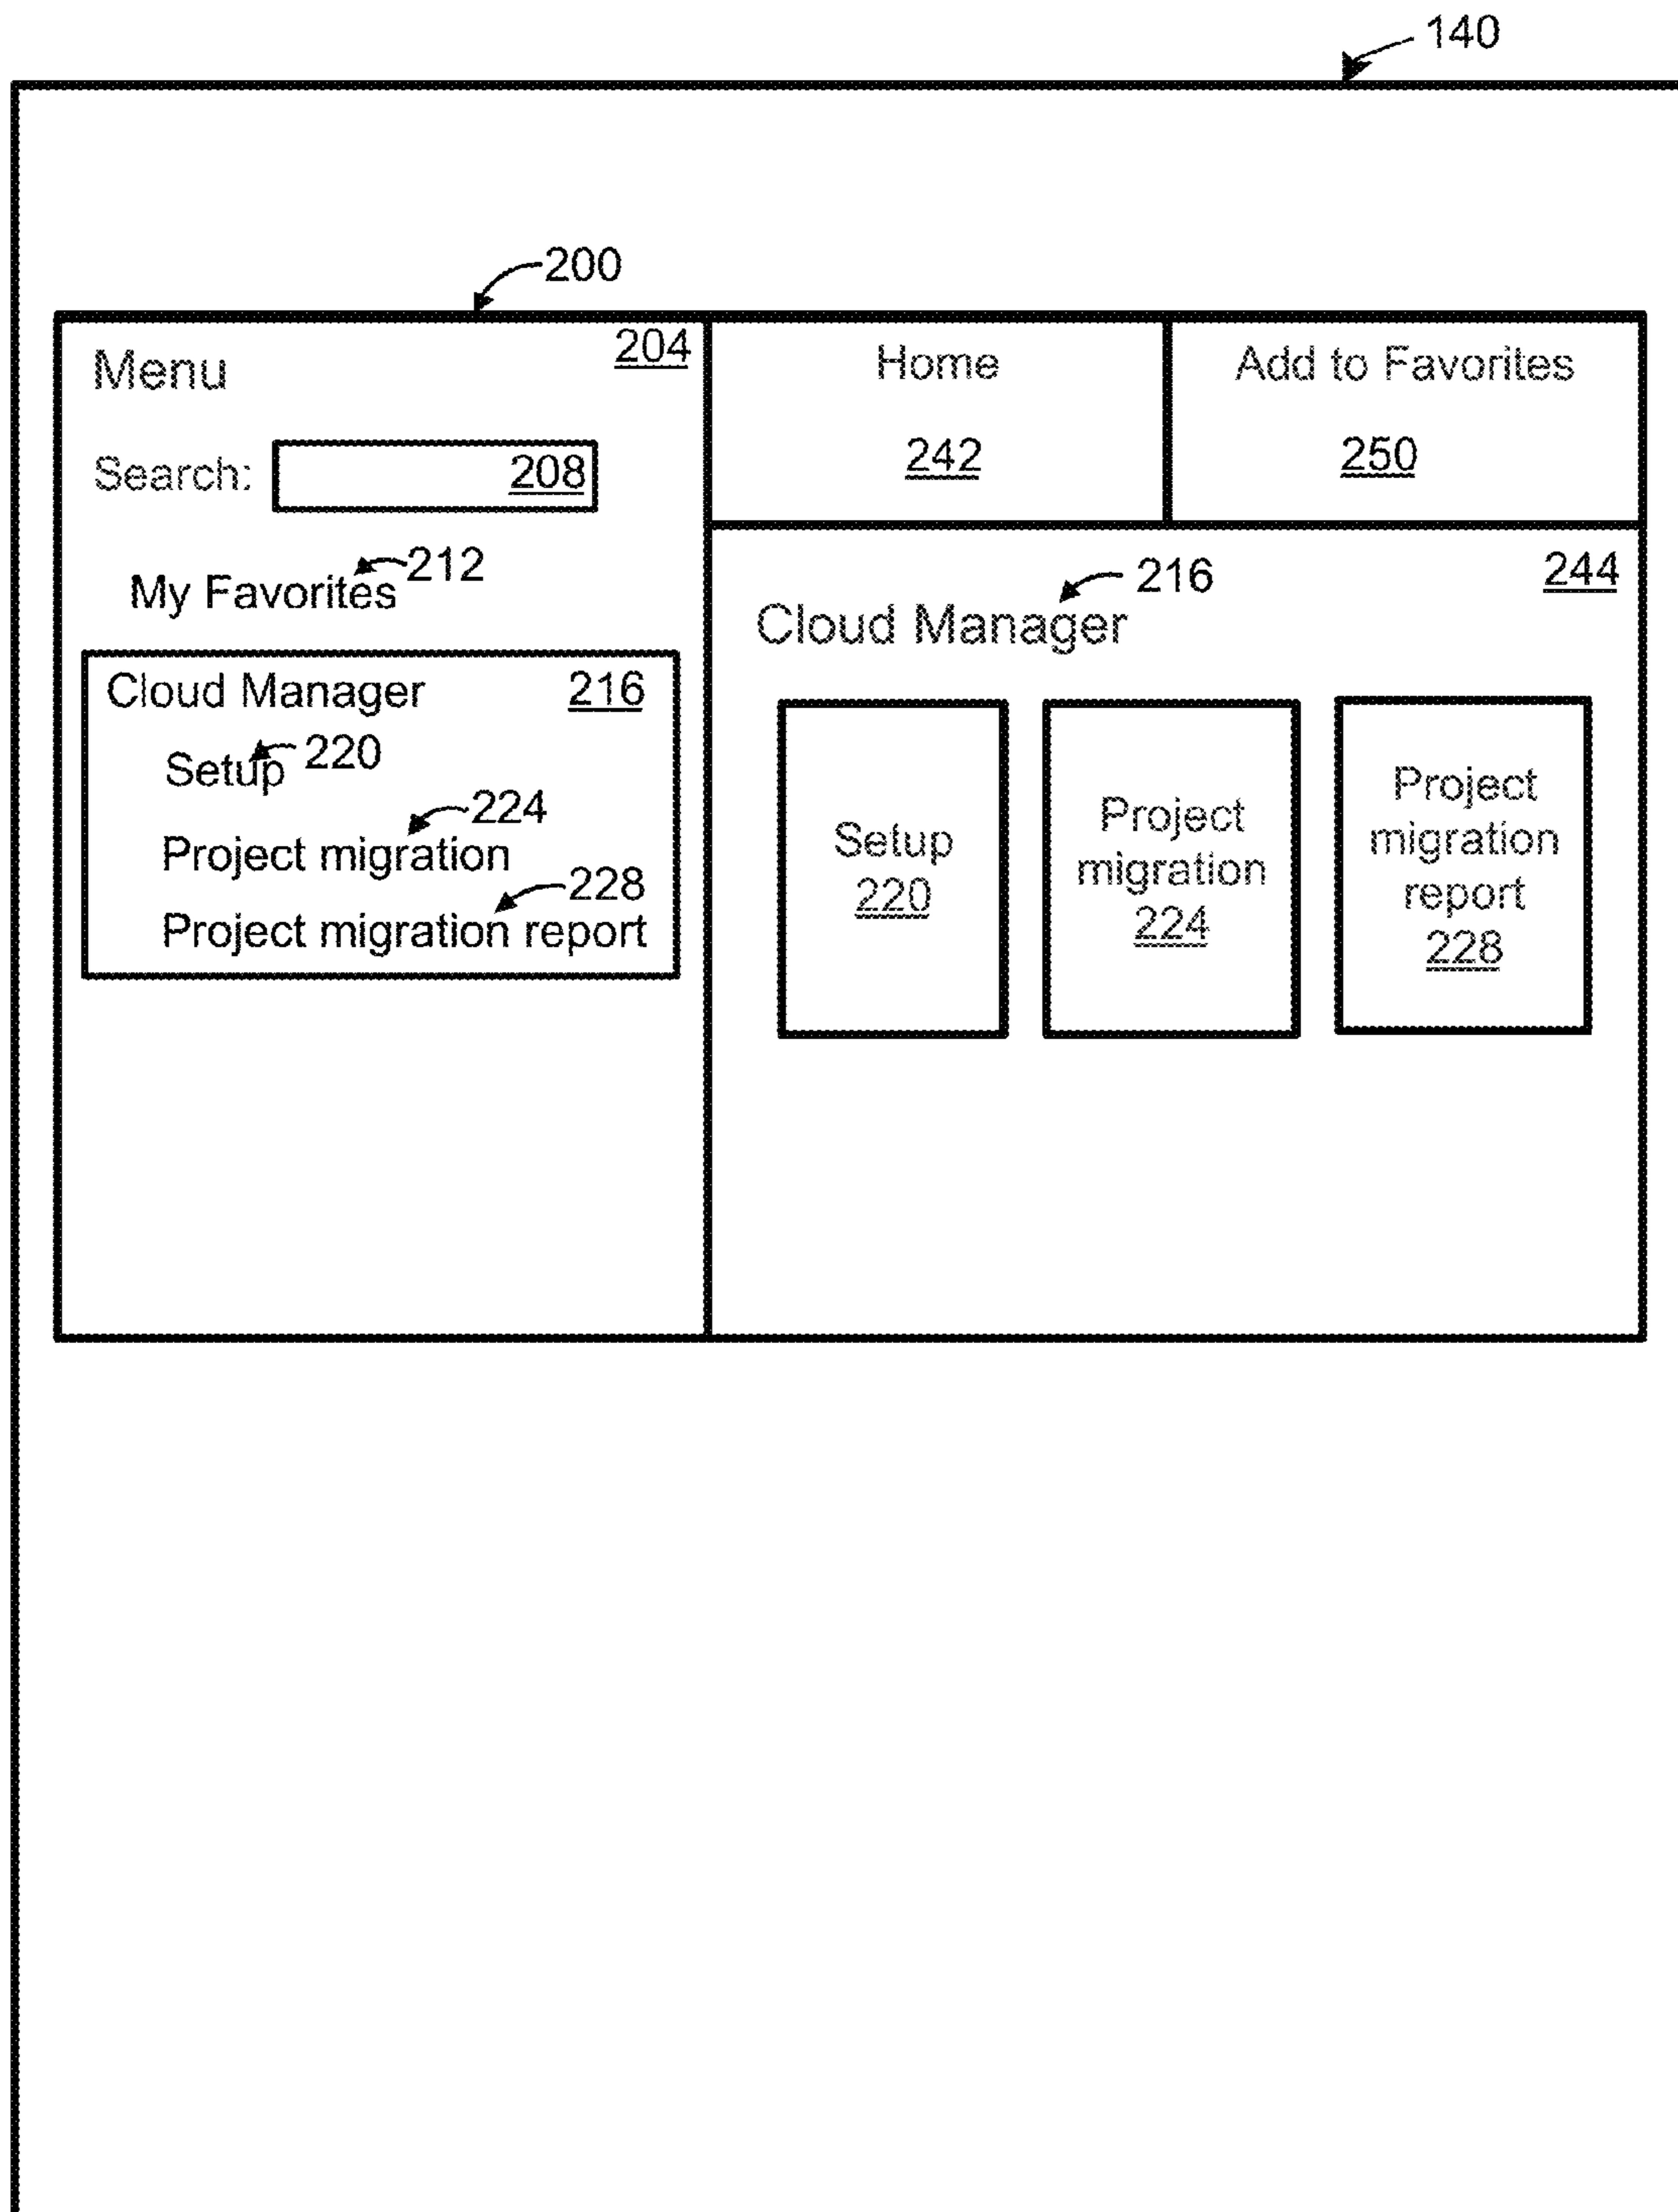 140
200
Menu
204
Search:
208
My Favorites
212
Cloud Manager
216
Setup
220
Project migration
224
Project migration report
228
Home
242
Add to Favorites
250
244
Cloud Manager
216
Setup
220
Project
migration
224
Project
migration
report
228